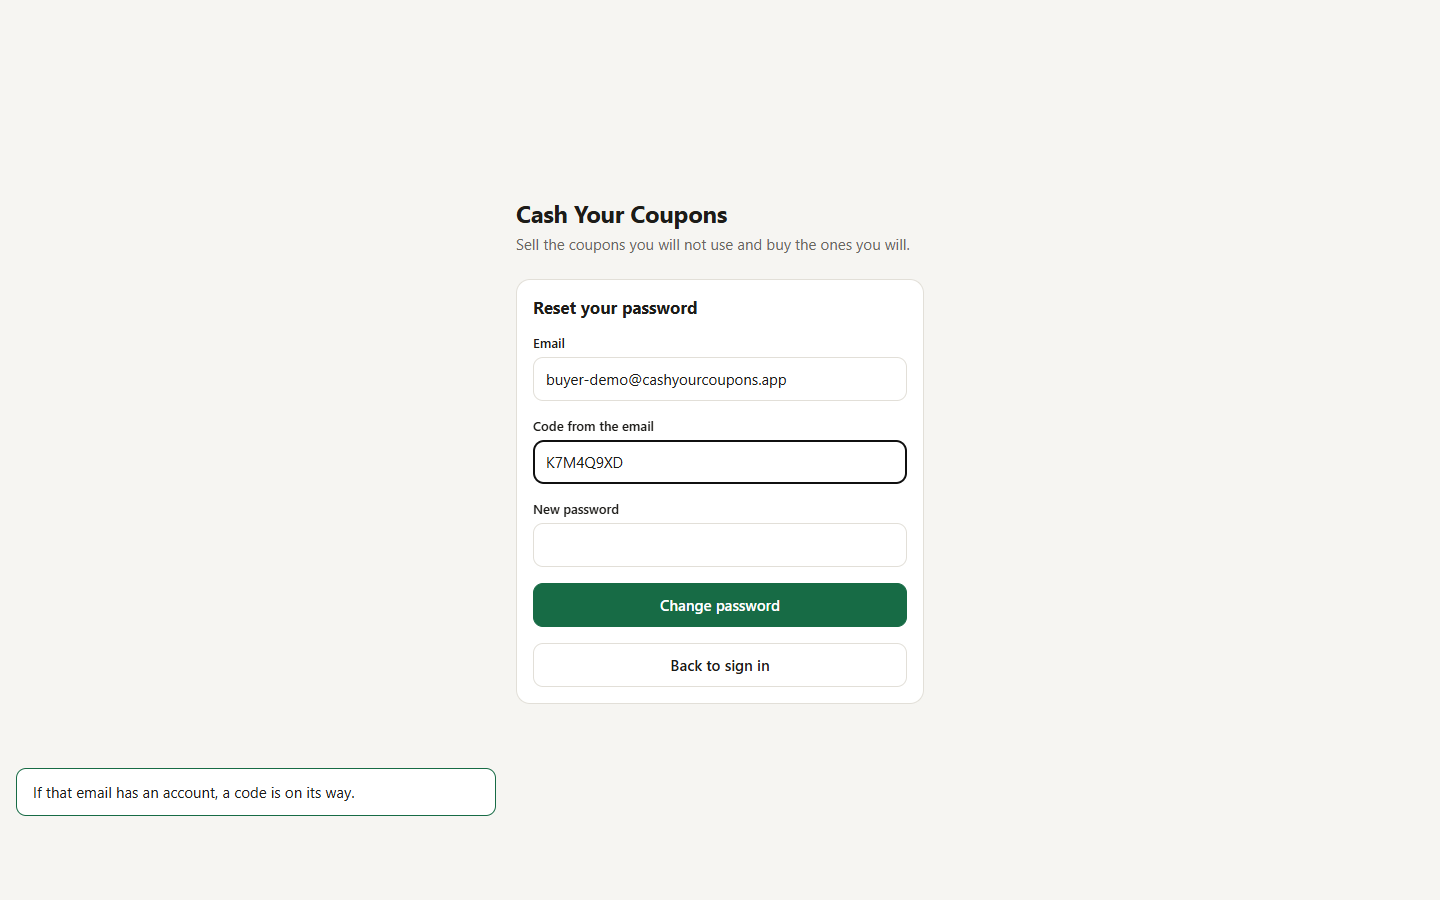 Cash Your Coupons
Sell the coupons you will not use and buy the ones you will.
Reset your password
Email
buyer-demo@cashyourcoupons.app
Code from the email
K7M4Q9XD
New password
Change password
Back to sign in
If that email has an account, a code is on its way.